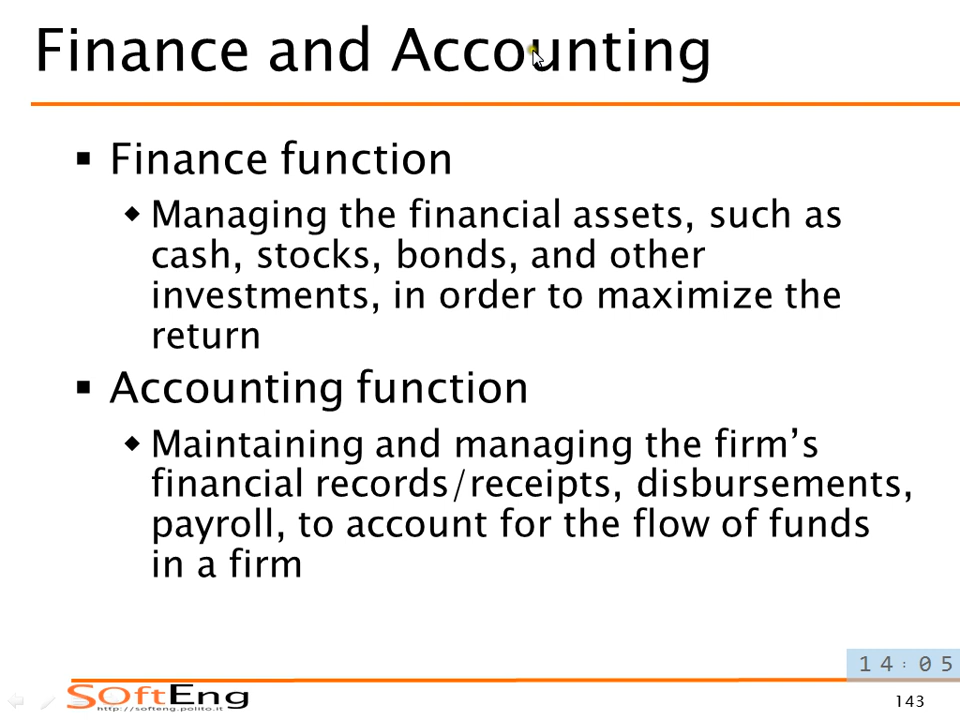 Finance and Accounting
▪ Finance function
◆ Managing the financial assets, such as
cash, stocks, bonds, and other
investments, in order to maximize the
return
▪ Accounting function
◆ Maintaining and managing the firm’s
financial records/receipts, disbursements,
payroll, to account for the flow of funds
in a firm
14:05
SoftEng
http://softeng.polito.it
143